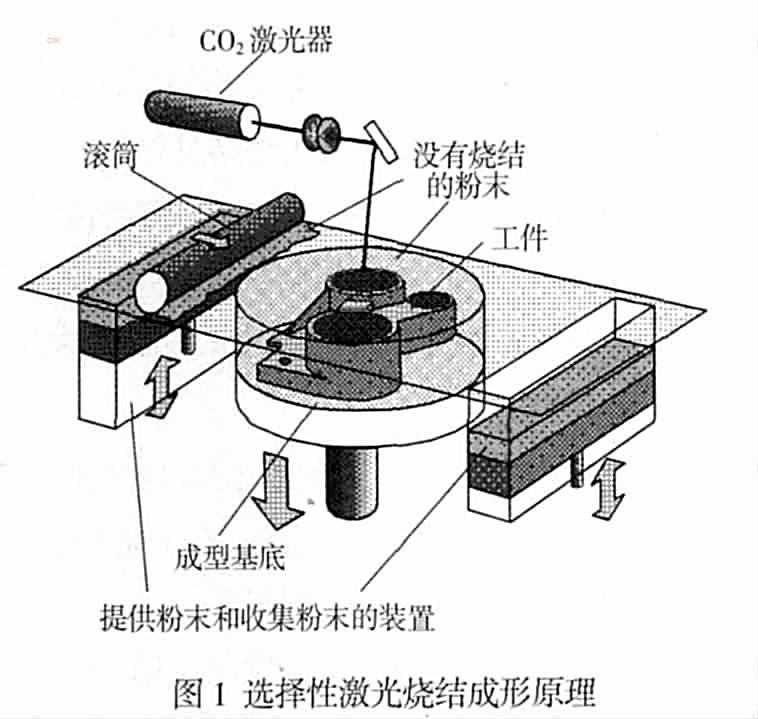 CO₂ 激光器
滚筒
没有烧结
的粉末
工件
成型基底
提供粉末和收集粉末的装置
图 1 选择性激光烧结成形原理